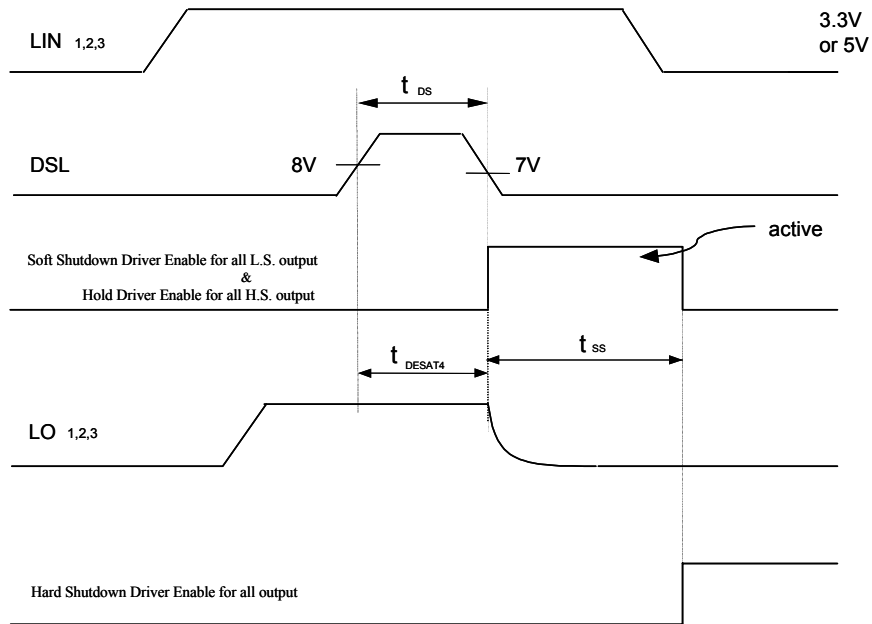 3.3V
or 5V
LIN 1,2,3
t DS
DSL
8V
7V
active
Soft Shutdown Driver Enable for all L.S. output
&
Hold Driver Enable for all H.S. output
t DESAT4
t ss
LO 1,2,3
Hard Shutdown Driver Enable for all output